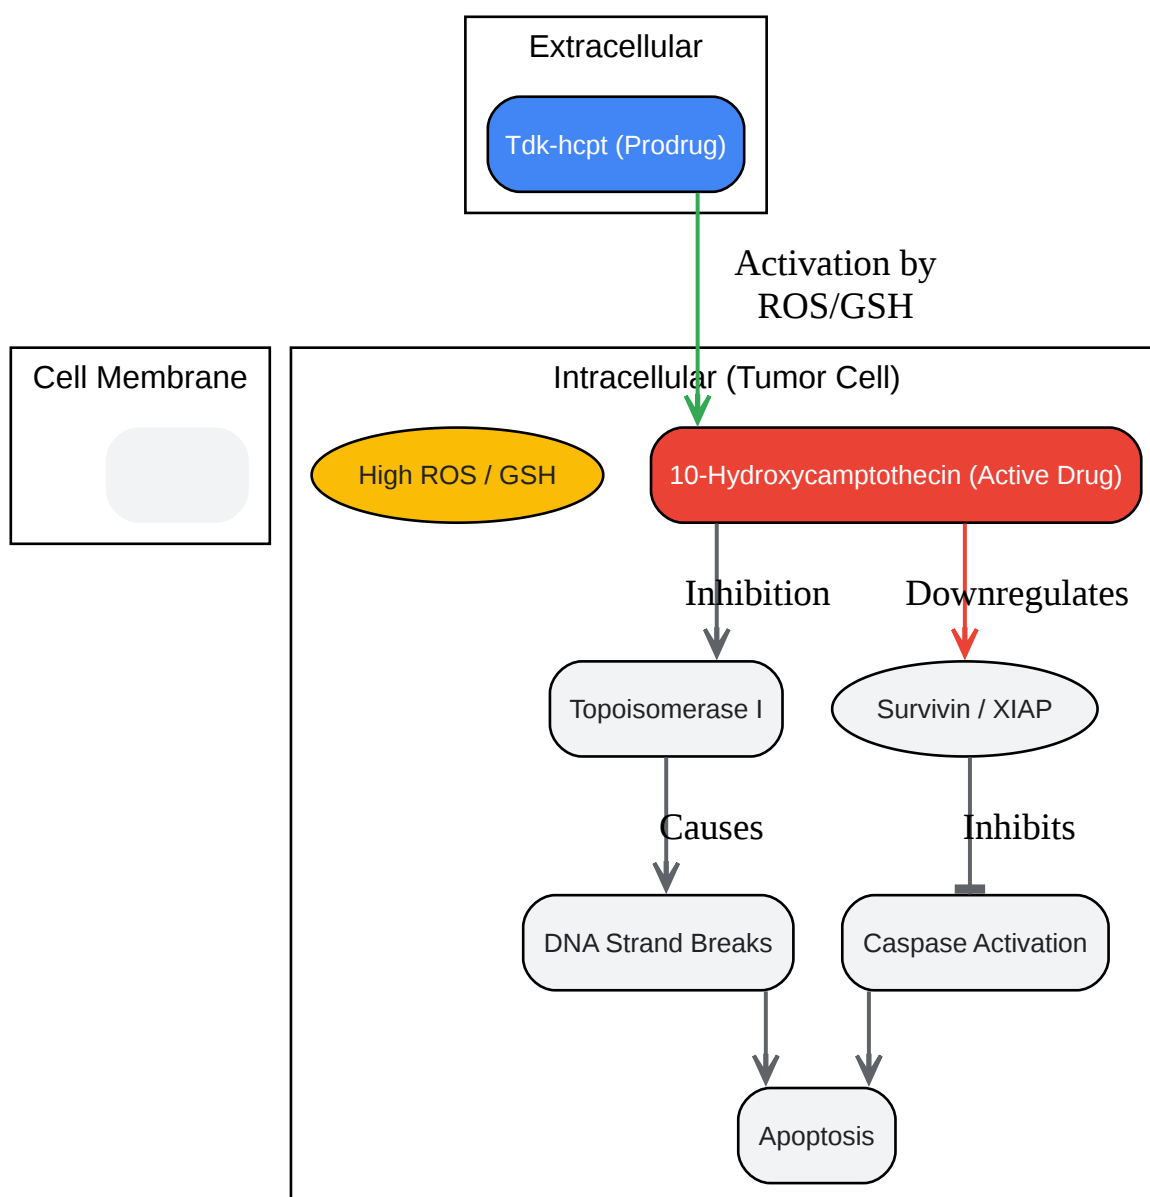 Extracellular
Tdk-hcpt (Prodrug)
Activation by
ROS/GSH
Cell Membrane
Intracellular (Tumor Cell)
High ROS / GSH
10-Hydroxycamptothecin (Active Drug)
Inhibition
Downregulates
Topoisomerase I
Survivin / XIAP
Causes
Inhibits
DNA Strand Breaks
Caspase Activation
Apoptosis